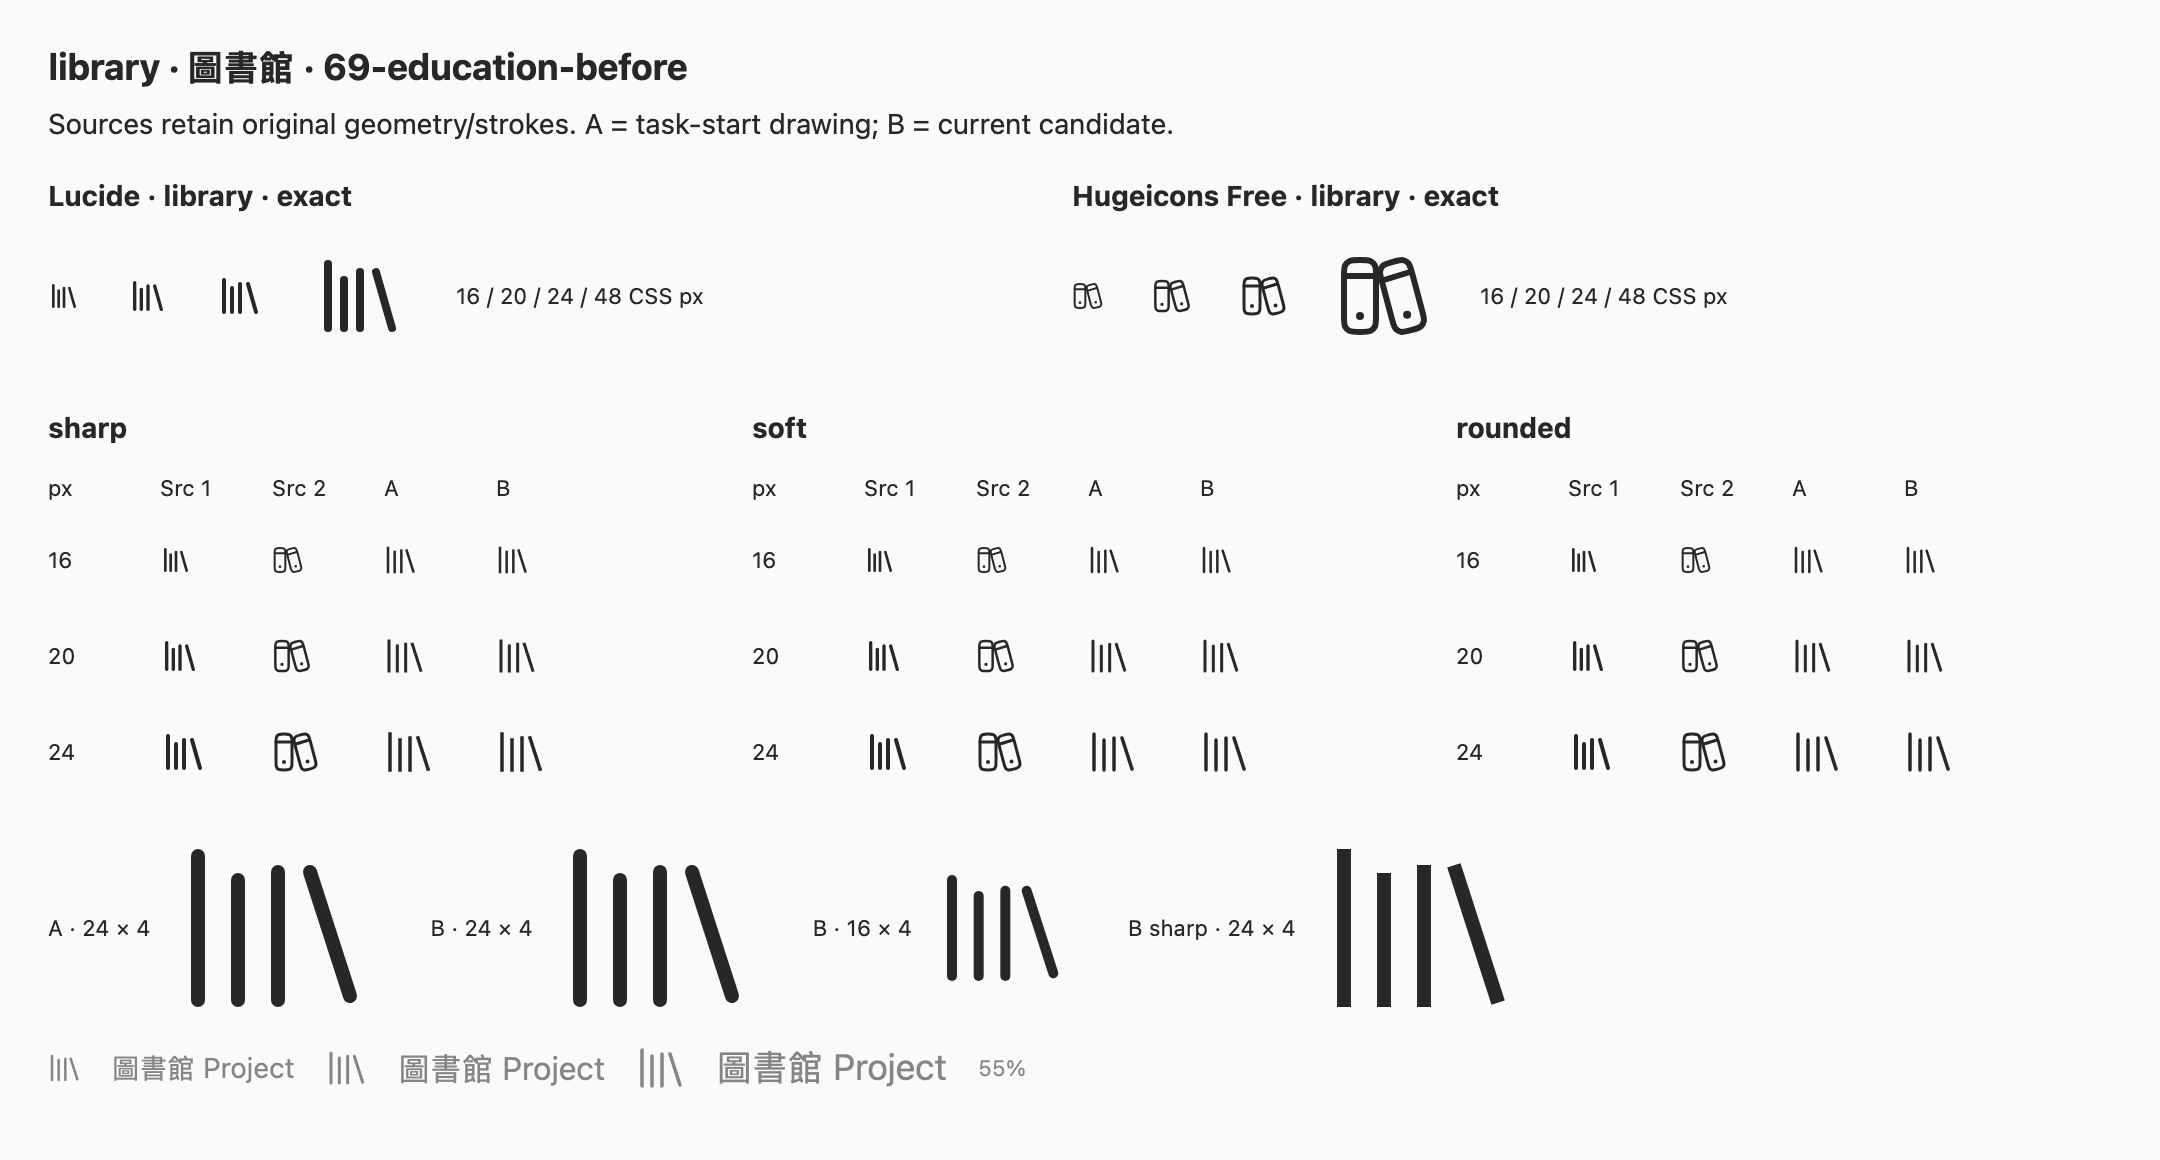 library · 圖書館 · 69-education-before
Sources retain original geometry/strokes. A = task-start drawing; B = current candidate.
Lucide · library · exact
16 / 20 / 24 / 48 CSS px
Hugeicons Free · library · exact
16 / 20 / 24 / 48 CSS px
sharp
px Src 1 Src 2 A B
16
20
24
soft
px Src 1 Src 2 A B
16
20
24
rounded
px Src 1 Src 2 A B
16
20
24
A · 24 × 4
B · 24 × 4
B · 16 × 4
B sharp · 24 × 4
圖書館 Project 圖書館 Project 圖書館 Project 55%